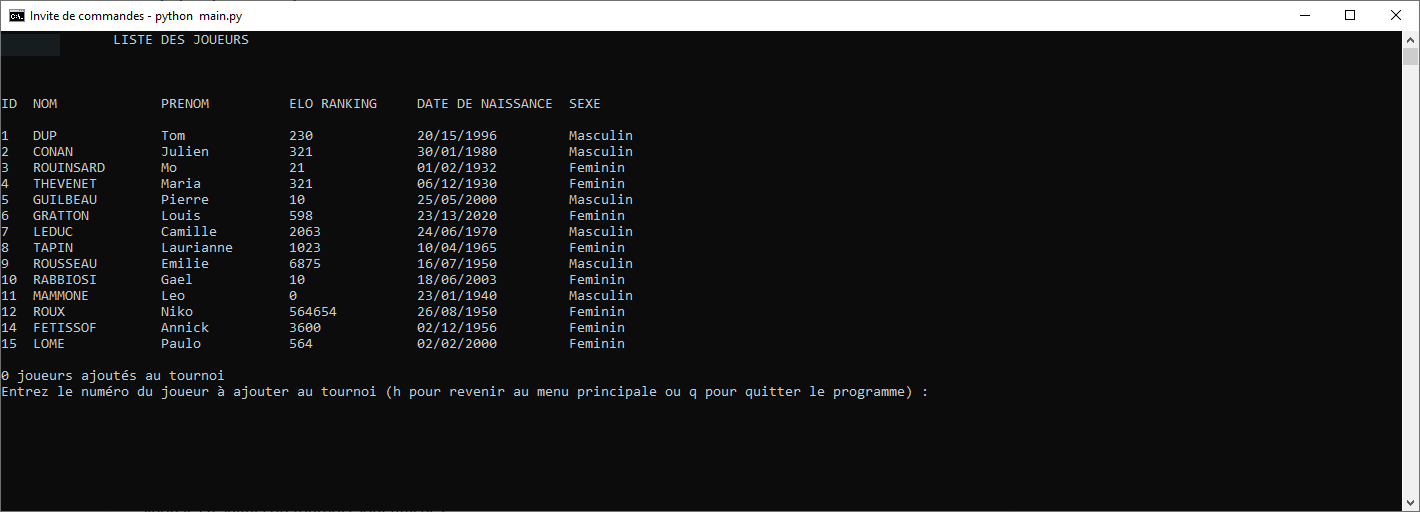 Invite de commandes - python main.py
LISTE DES JOUEURS
ID NOM PRENOM ELO RANKING DATE DE NAISSANCE SEXE
1 DUP Tom 230 20/15/1996 Masculin
2 CONAN Julien 321 30/01/1980 Masculin
3 ROUINSARD Mo 21 01/02/1932 Feminin
4 THEVENET Maria 321 06/12/1930 Feminin
5 GUILBEAU Pierre 10 25/05/2000 Masculin
6 GRATTON Louis 598 23/13/2020 Feminin
7 LEDUC Camille 2063 24/06/1970 Masculin
8 TAPIN Laurianne 1023 10/04/1965 Feminin
9 ROUSSEAU Emilie 6875 16/07/1950 Masculin
10 RABBIOSI Gael 10 18/06/2003 Feminin
11 MAMMONE Leo 0 23/01/1940 Masculin
12 ROUX Niko 564654 26/08/1950 Feminin
14 FETISSOF Annick 3600 02/12/1956 Feminin
15 LOME Paulo 564 02/02/2000 Feminin
0 joueurs ajoutés au tournoi
Entrez le numéro du joueur à ajouter au tournoi (h pour revenir au menu principale ou q pour quitter le programme) :